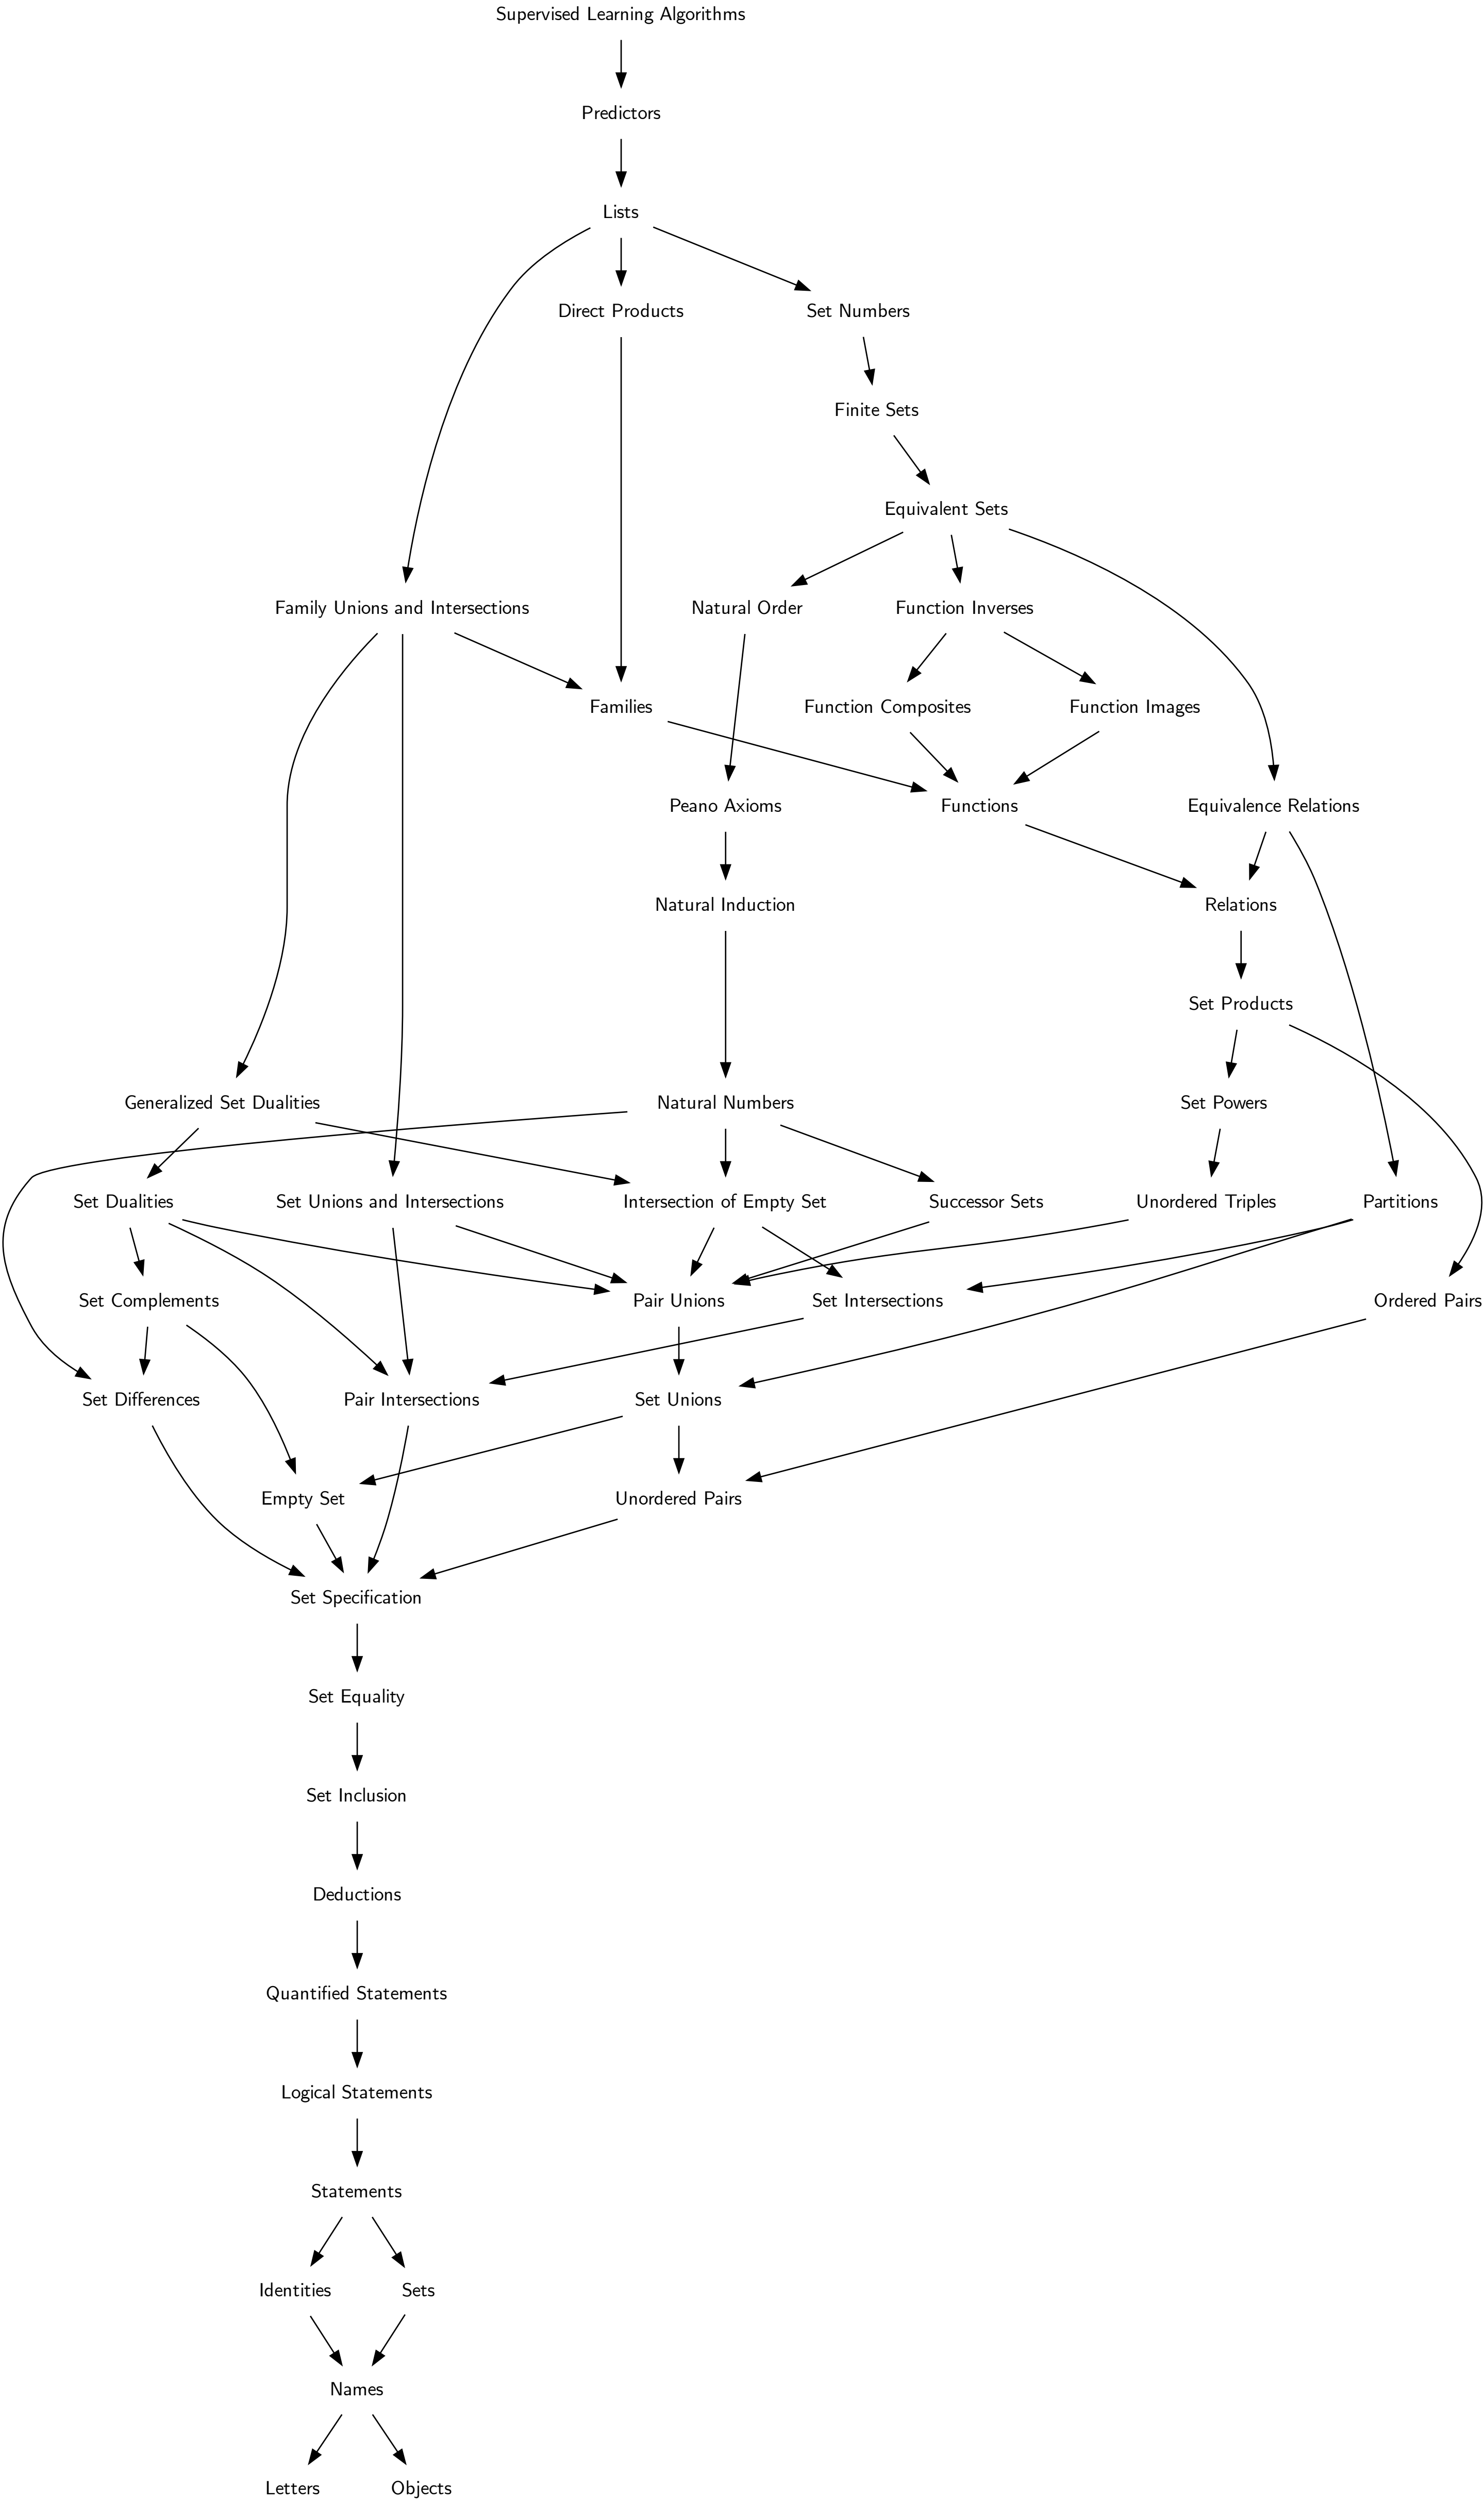 Supervised Learning Algorithms
Predictors
Lists
Direct Products
Set Numbers
Finite Sets
Equivalent Sets
Family Unions and Intersections
Natural Order
Function Inverses
Families
Function Composites
Function Images
Peano Axioms
Functions
Equivalence Relations
Natural Induction
Relations
Set Products
Generalized Set Dualities
Natural Numbers
Set Powers
Set Dualities
Set Unions and Intersections
Intersection of Empty Set
Successor Sets
Unordered Triples
Partitions
Set Complements
Pair Unions
Set Intersections
Ordered Pairs
Set Differences
Pair Intersections
Set Unions
Empty Set
Unordered Pairs
Set Specification
Set Equality
Set Inclusion
Deductions
Quantified Statements
Logical Statements
Statements
Identities
Sets
Names
Letters
Objects